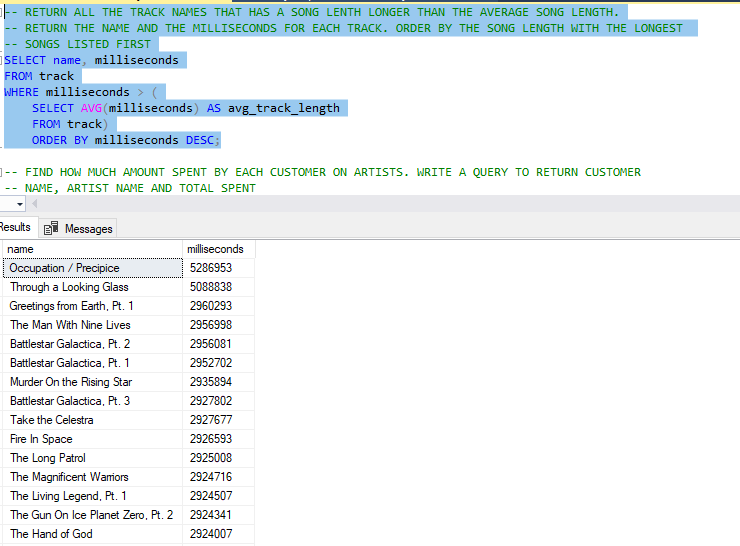 -- RETURN ALL THE TRACK NAMES THAT HAS A SONG LENTH LONGER THAN THE AVERAGE SONG LENGTH.
-- RETURN THE NAME AND THE MILLISECONDS FOR EACH TRACK. ORDER BY THE SONG LENGTH WITH THE LONGEST
-- SONGS LISTED FIRST
SELECT name, milliseconds
FROM track
WHERE milliseconds > (
SELECT AVG(milliseconds) AS avg_track_length
FROM track)
ORDER BY milliseconds DESC;
-- FIND HOW MUCH AMOUNT SPENT BY EACH CUSTOMER ON ARTISTS. WRITE A QUERY TO RETURN CUSTOMER
-- NAME, ARTIST NAME AND TOTAL SPENT
Results Messages
name milliseconds
Occupation / Precipice 5286953
Through a Looking Glass 5088838
Greetings from Earth, Pt. 1 2960293
The Man With Nine Lives 2956998
Battlestar Galactica, Pt. 2 2956081
Battlestar Galactica, Pt. 1 2952702
Murder On the Rising Star 2935894
Battlestar Galactica, Pt. 3 2927802
Take the Celestra 2927677
Fire In Space 2926593
The Long Patrol 2925008
The Magnificent Warriors 2924716
The Living Legend, Pt. 1 2924507
The Gun On Ice Planet Zero, Pt. 2 2924341
The Hand of God 2924007